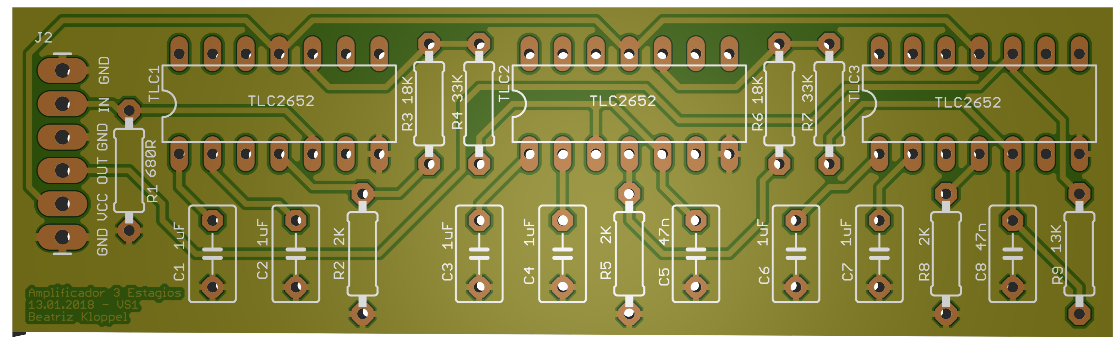 J2
GND
IN
GND
OUT
VCC
GND
R1 680R
TLC1
TLC2652
R3 18K
R4 33K
TLC2
TLC2652
R6 18K
R7 33K
TLC3
TLC2652
C1 1uF
C2 1uF
R2 2K
C3 1uF
C4 1uF
R5 2K
C5 47n
C6 1uF
C7 1uF
R8 2K
C8 47n
R9 13K
Amplificador 3 Estagios
13.01.2018 - VS1
Beatriz Kloppel